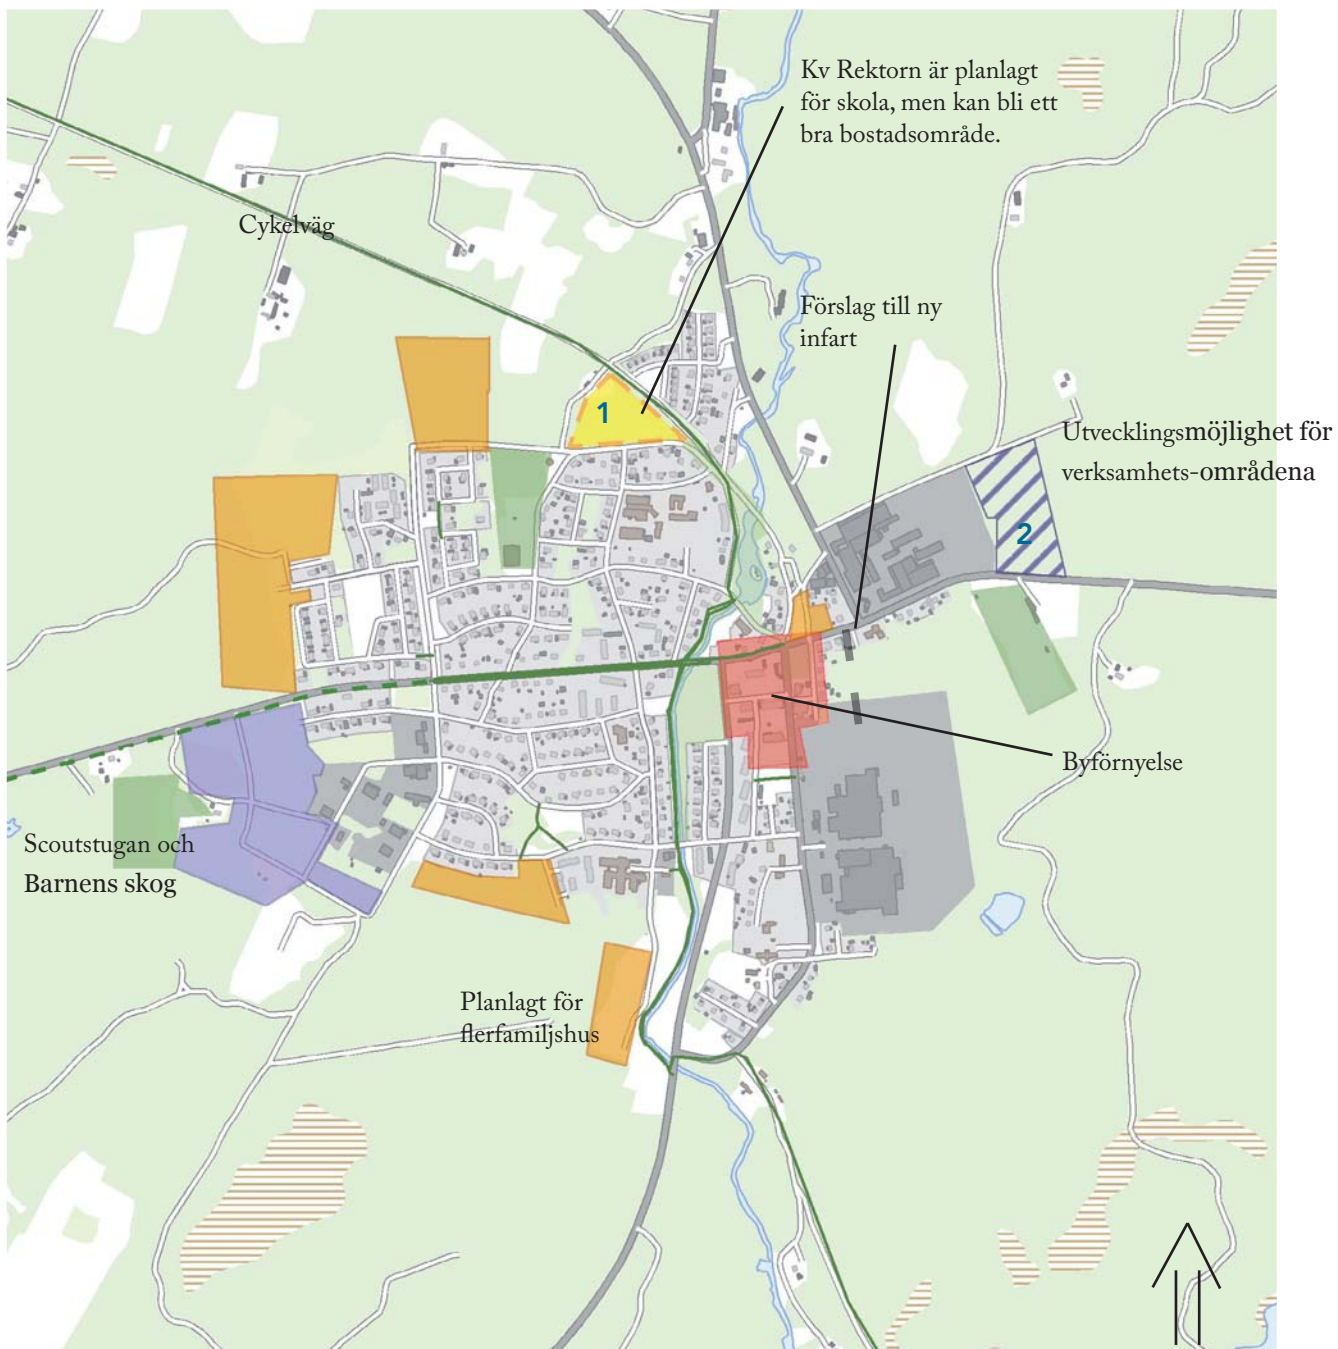 Kv Rektorn är planlagt
för skola, men kan bli ett
bra bostadsområde.
Cykelväg
Förslag till ny
infart
1
Utvecklingsmöjlighet för
verksamhets-områdena
2
Byförnyelse
Scoutstugan och
Barnens skog
Planlagt för
flerfamiljshus